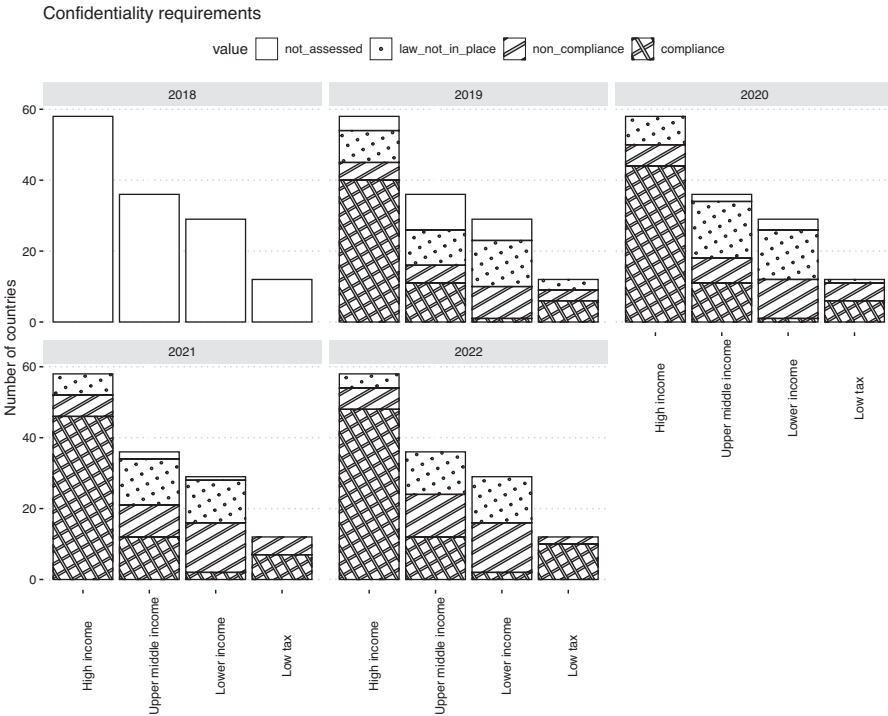 Confidentiality requirements
value not_assessed law_not_in_place non_compliance compliance
2018 2019 2020
60
40
20
0
Number of countries
2021 2022
60
40
20
0
High income Upper middle income Lower income Low tax
High income Upper middle income Lower income Low tax
High income Upper middle income Lower income Low tax